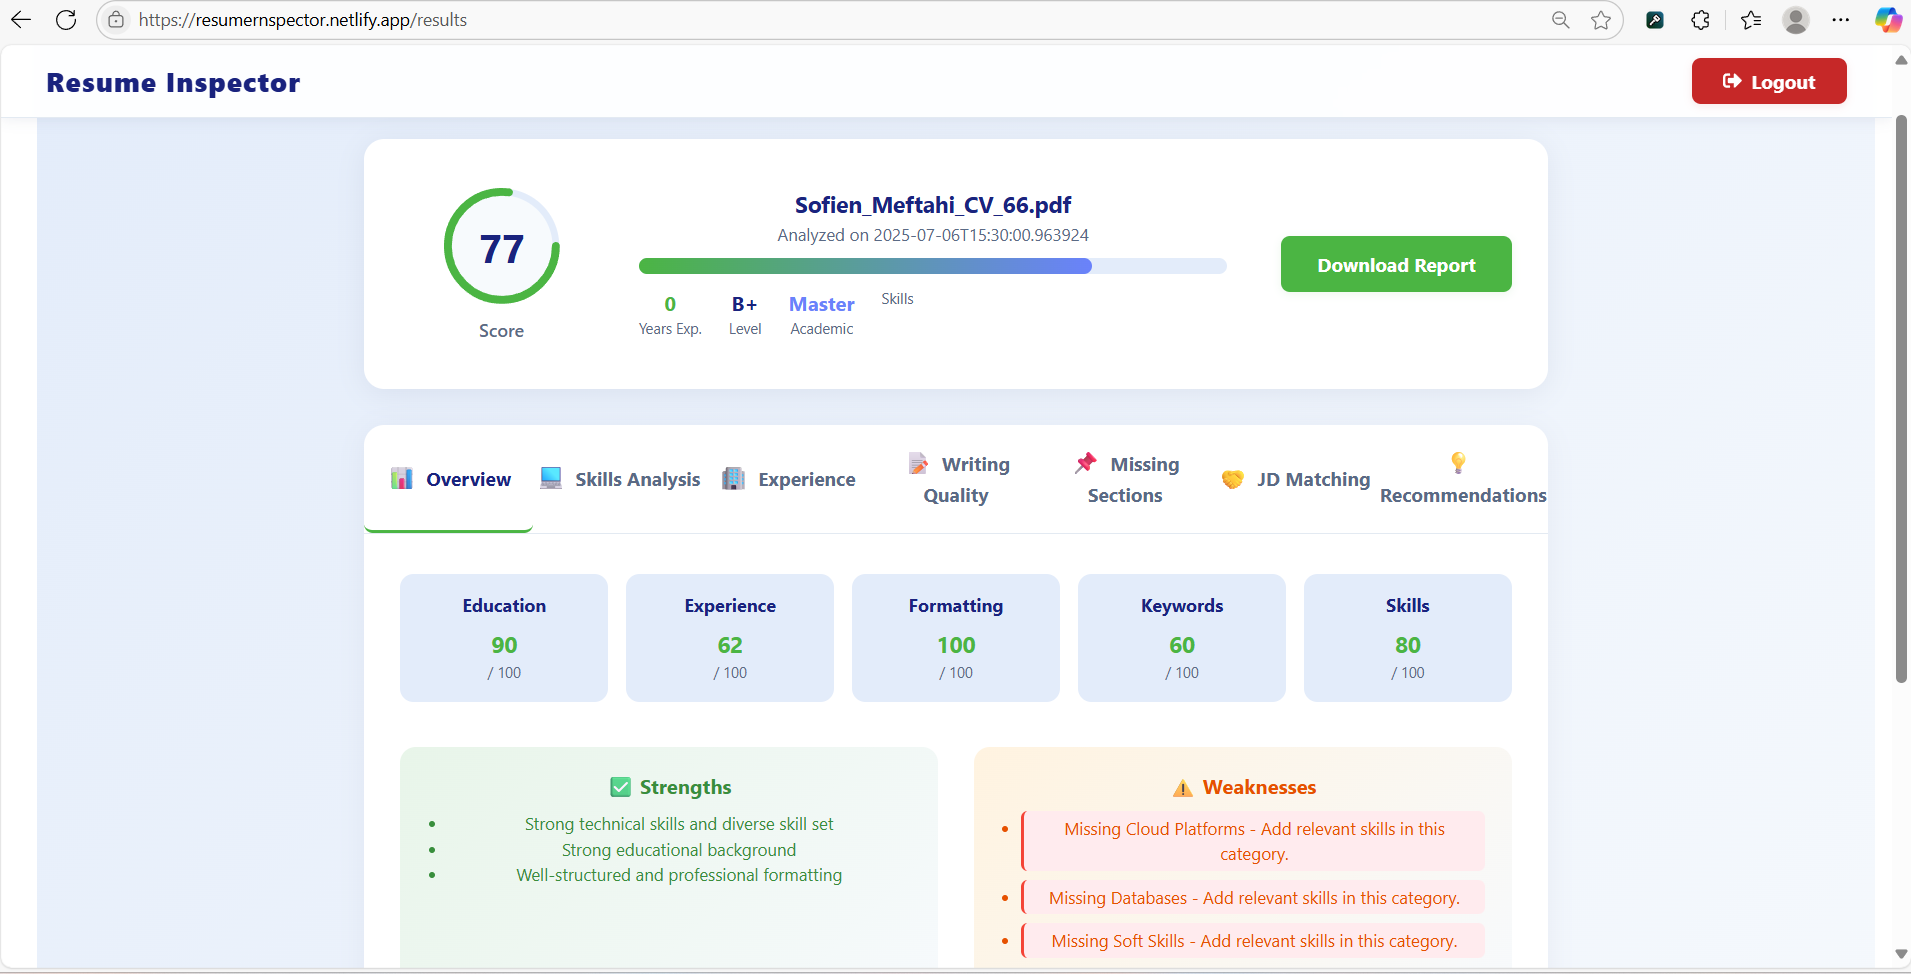 https://resumernspector.netlify.app/results
Resume Inspector
Logout
77
Score
Sofien_Meftahi_CV_66.pdf
Analyzed on 2025-07-06T15:30:00.963924
0
Years Exp.
B+
Level
Master
Academic
Skills
Download Report
Overview
Skills Analysis
Experience
Writing
Quality
Missing
Sections
JD Matching
Recommendations
Education
90
/ 100
Experience
62
/ 100
Formatting
100
/ 100
Keywords
60
/ 100
Skills
80
/ 100
Strengths
Strong technical skills and diverse skill set
Strong educational background
Well-structured and professional formatting
Weaknesses
Missing Cloud Platforms - Add relevant skills in this
category.
Missing Databases - Add relevant skills in this category.
Missing Soft Skills - Add relevant skills in this category.